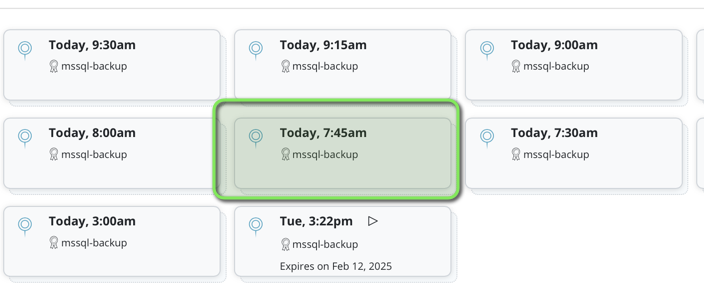 Today, 9:30am
mssql-backup
Today, 9:15am
mssql-backup
Today, 9:00am
mssql-backup
Today, 8:00am
mssql-backup
Today, 7:45am
mssql-backup
Today, 7:30am
mssql-backup
Today, 3:00am
mssql-backup
Tue, 3:22pm
mssql-backup
Expires on Feb 12, 2025